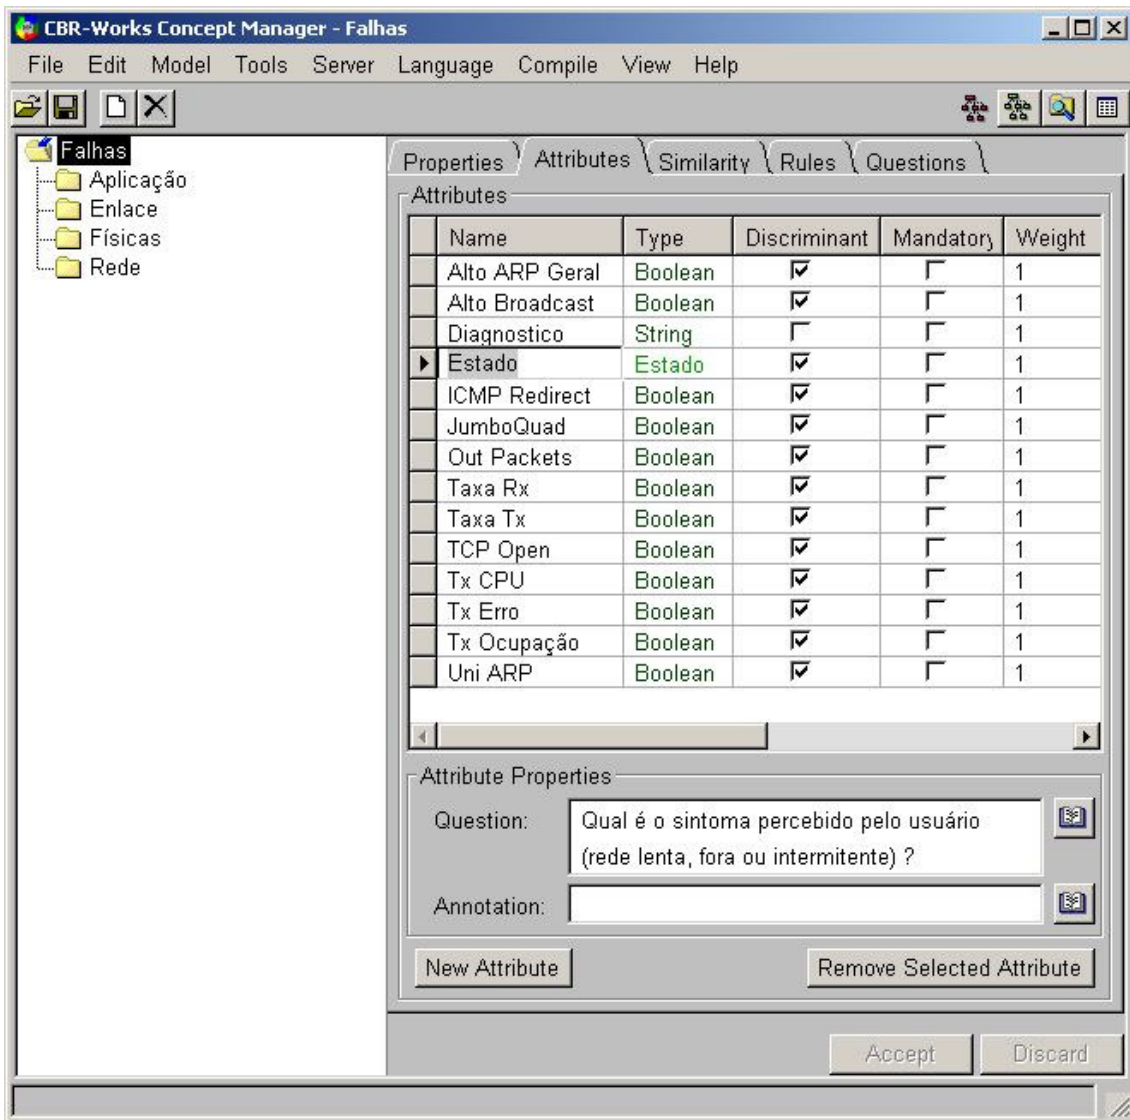 CBR-Works Concept Manager - Falhas
File Edit Model Tools Server Language Compile View Help
Falhas
Aplicação
Enlace
Físicas
Rede
Properties Attributes Similarity Rules Questions
Attributes
Name Type Discriminant Mandatory Weight
Alto ARP Geral Boolean 1
Alto Broadcast Boolean 1
Diagnostico String 1
Estado Estado 1
ICMP Redirect Boolean 1
JumboQuad Boolean 1
Out Packets Boolean 1
Taxa Rx Boolean 1
Taxa Tx Boolean 1
TCP Open Boolean 1
Tx CPU Boolean 1
Tx Erro Boolean 1
Tx Ocupação Boolean 1
Uni ARP Boolean 1
Attribute Properties
Question: Qual é o sintoma percebido pelo usuário
(rede lenta, fora ou intermitente) ?
Annotation:
New Attribute Remove Selected Attribute
Accept Discard